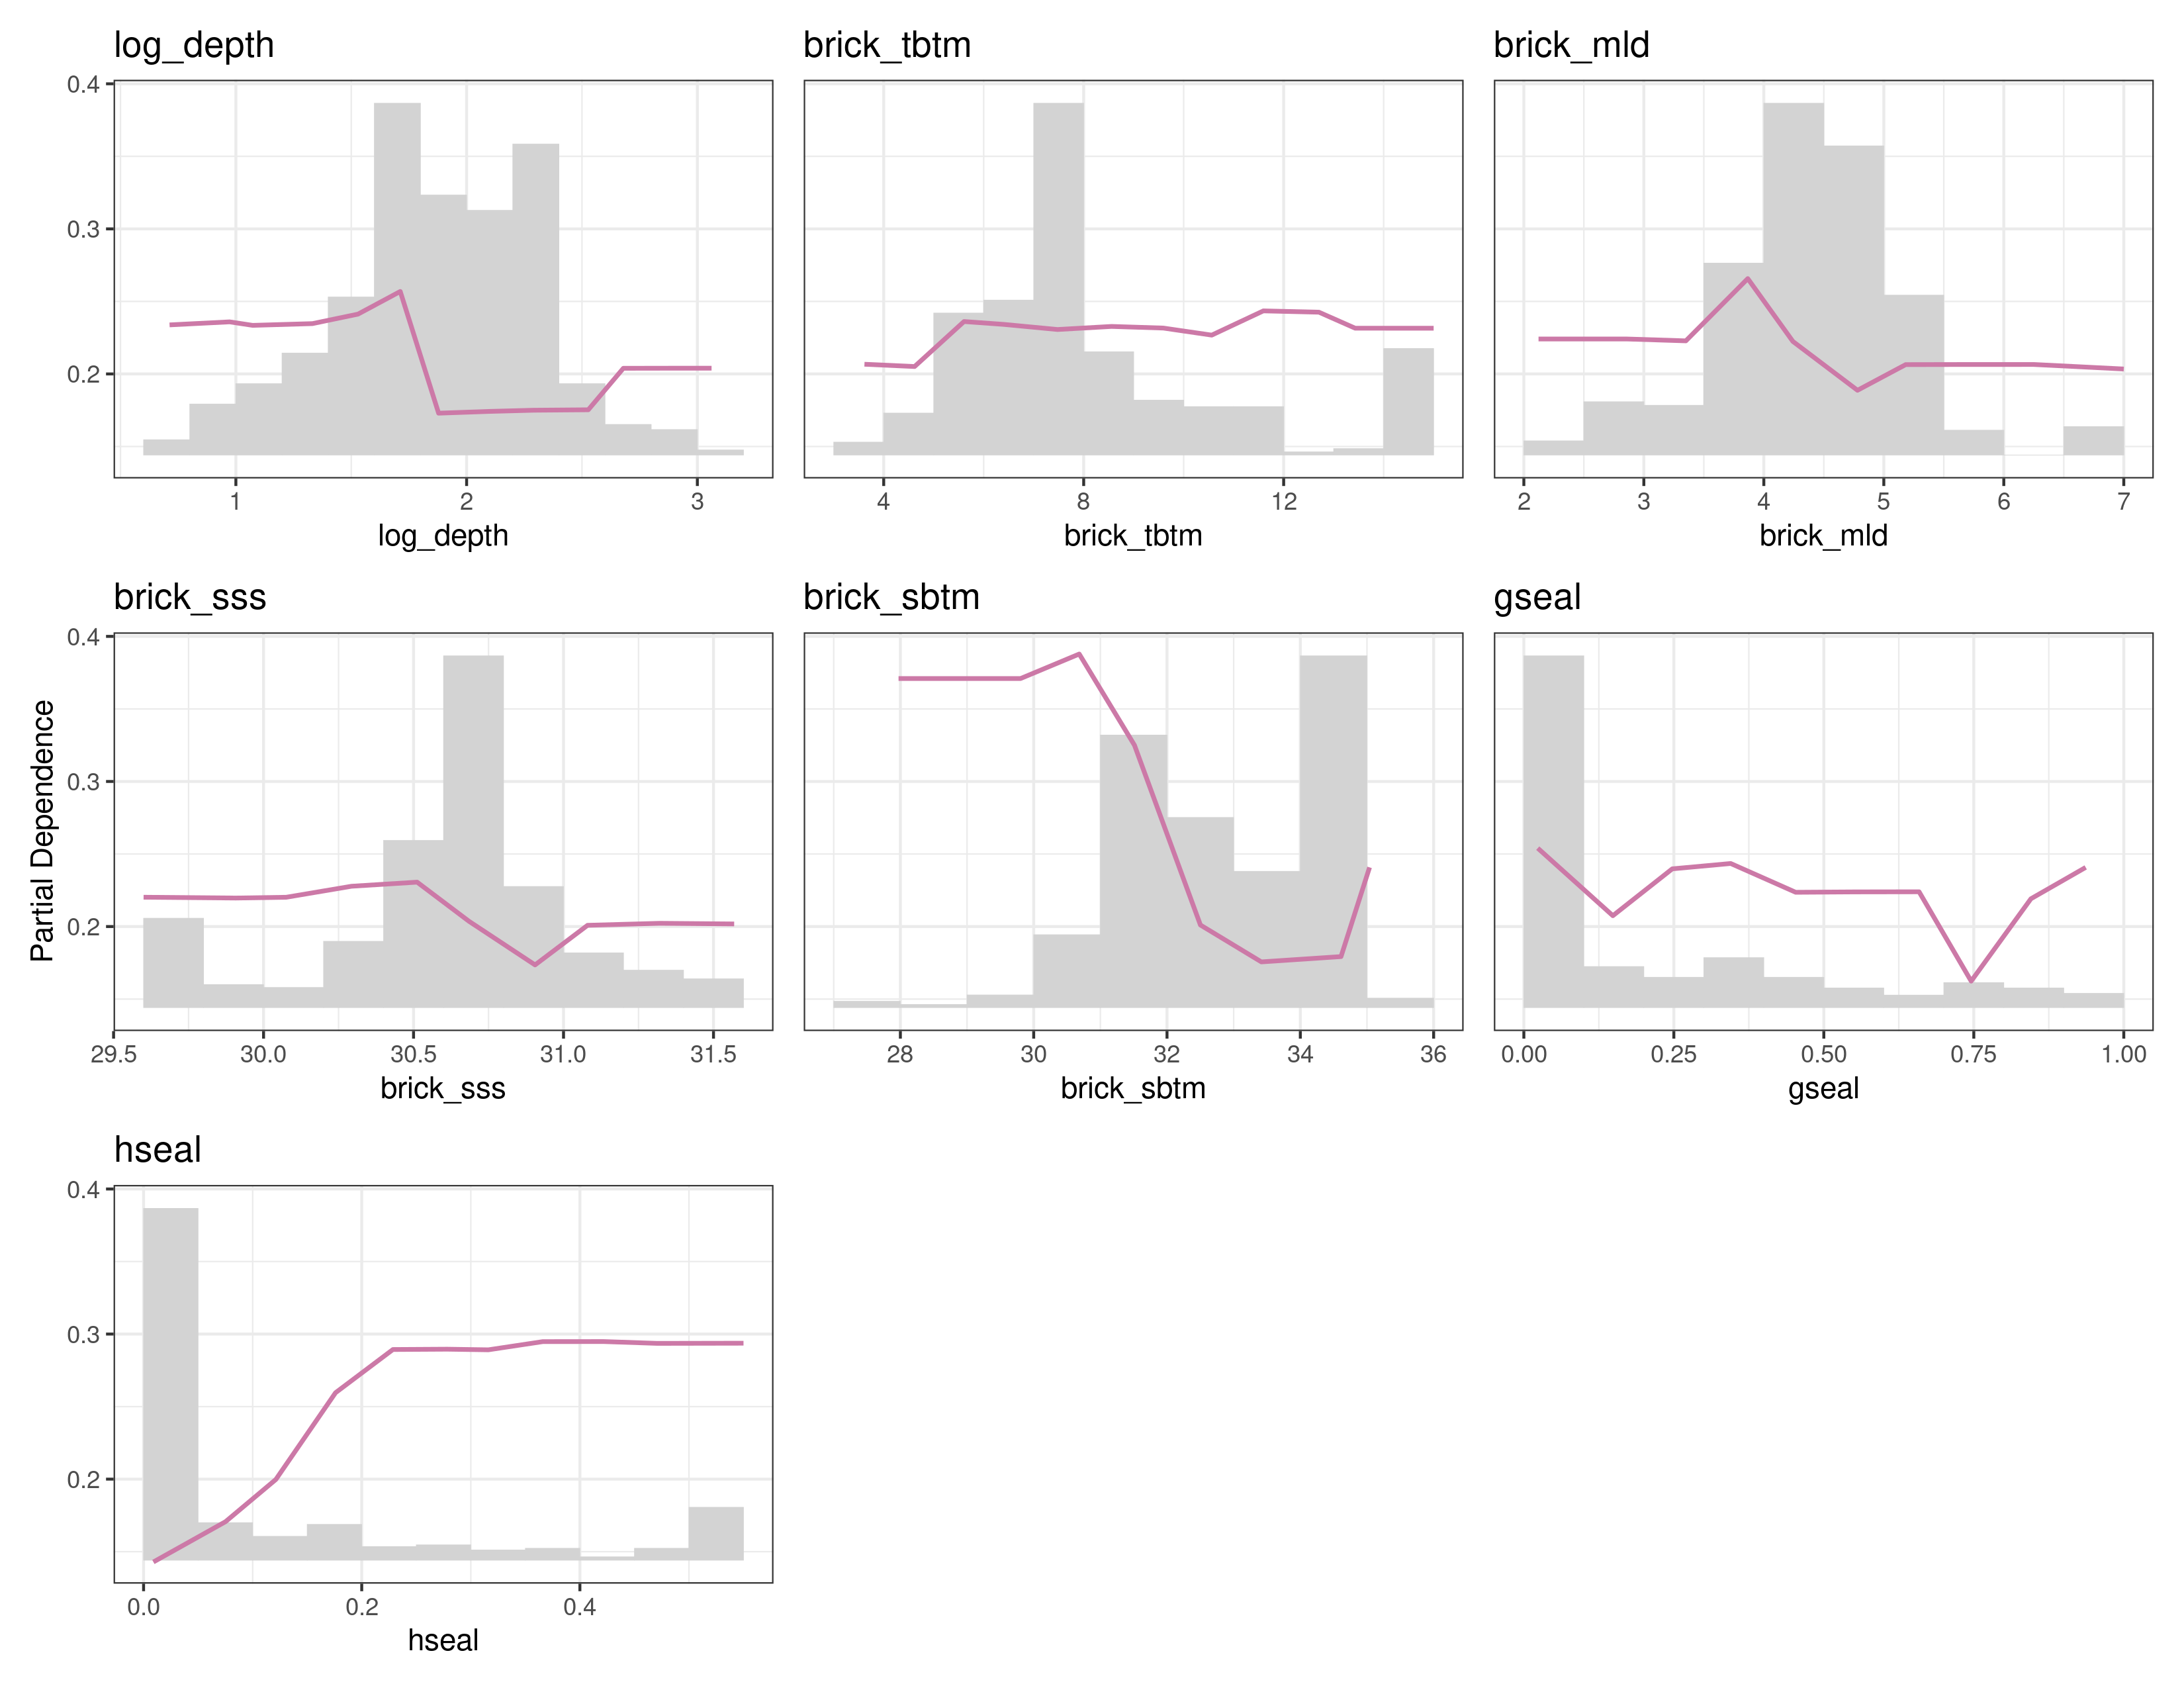 log_depth
brick_tbtm
brick_mld
0.4
0.3
0.2
1 2 3
4 8 12
2 3 4 5 6 7
log_depth
brick_tbtm
brick_mld
brick_sss
brick_sbtm
gseal
Partial Dependence
0.4
0.3
0.2
29.5 30.0 30.5 31.0 31.5
28 30 32 34 36
0.00 0.25 0.50 0.75 1.00
brick_sss
brick_sbtm
gseal
hseal
0.4
0.3
0.2
0.0 0.2 0.4
hseal